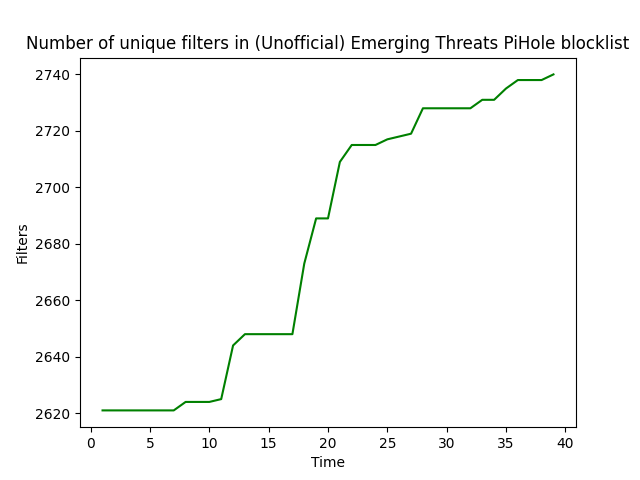 Number of unique filters in (Unofficial) Emerging Threats PiHole blocklist
2740
2720
2700
2680
2660
2640
2620
Filters
0 5 10 15 20 25 30 35 40
Time